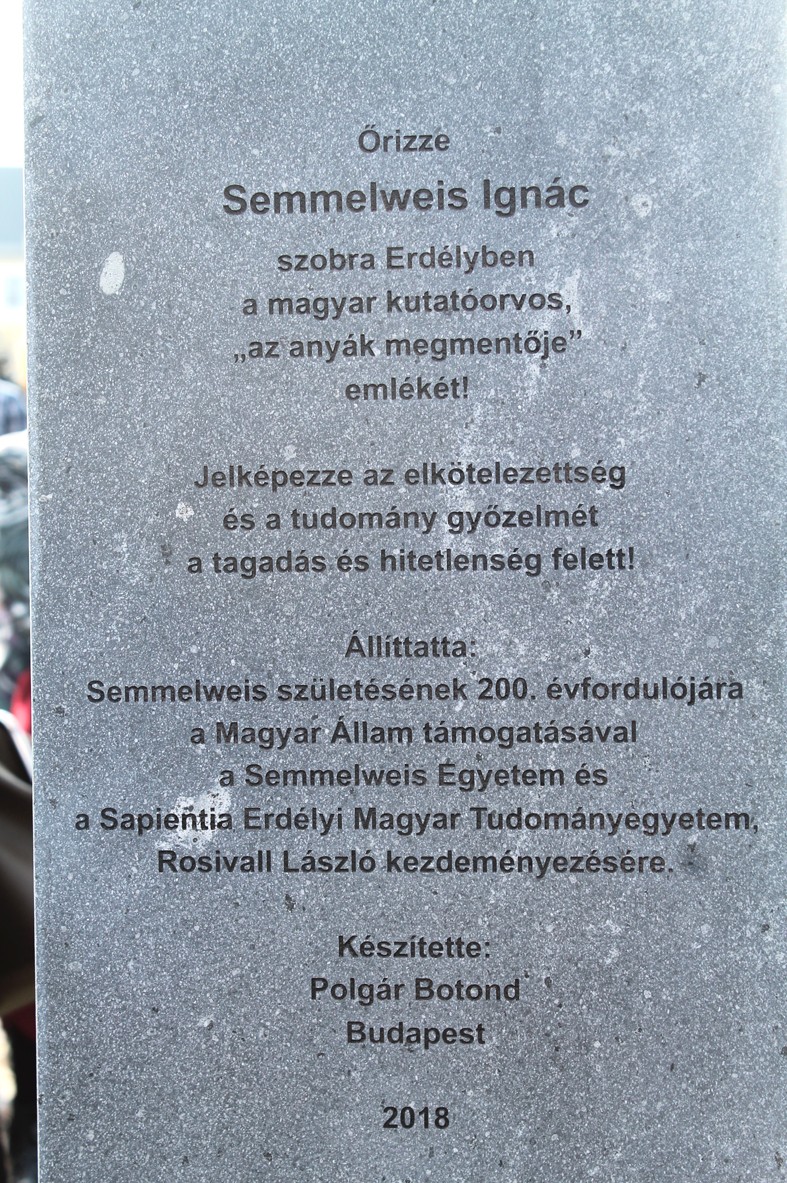 Őrizze
Semmelweis Ignác
szobra Erdélyben
a magyar kutatóorvos,
„az anyák megmentője”
emlékét!
Jelképezze az elkötelezettség
és a tudomány győzelmét
a tagadás és hitetlenség felett!
Állíttatta:
Semmelweis születésének 200. évfordulójára
a Magyar Állam támogatásával
a Semmelweis Egyetem és
a Sapientia Erdélyi Magyar Tudományegyetem,
Rosivall László kezdeményezésére.
Készítette:
Polgár Botond
Budapest
2018